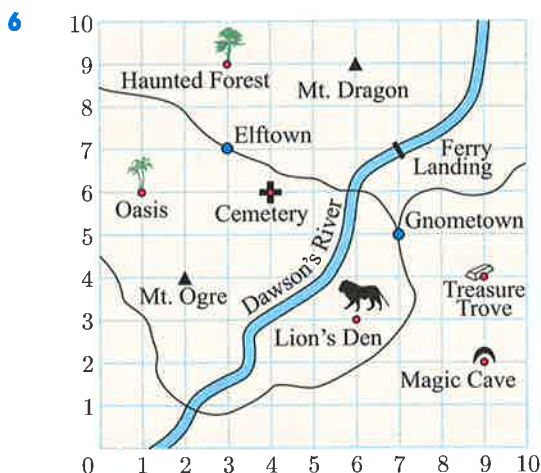 6
10
9
8
7
6
5
4
3
2
1
0
1
2
3
4
5
6
7
8
9
10
Haunted Forest
Mt. Dragon
Elftown
Ferry
Landing
Oasis
Cemetery
Gnometown
Dawson's River
Mt. Ogre
Treasure
Trove
Lion's Den
Magic Cave